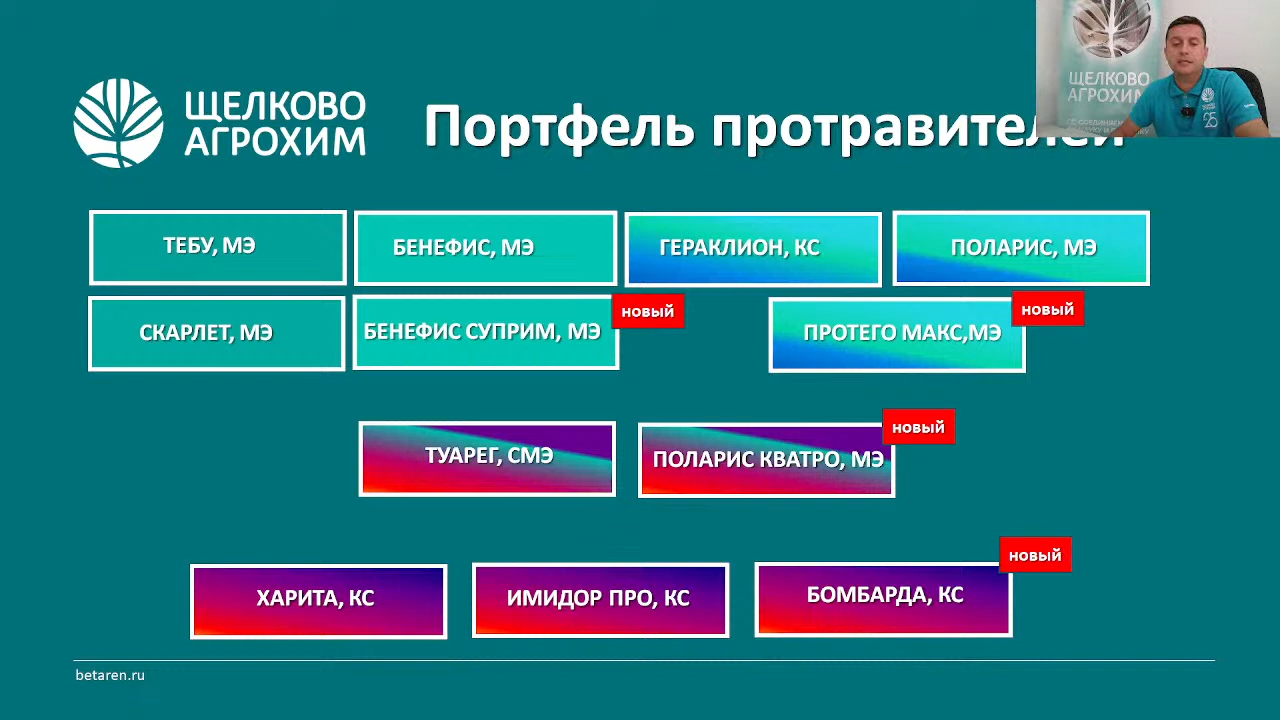 ЩЕЛКОВО
АГРОХИМ
Портфель протравителей
ЩЕЛКОВО
АГРОХИМ
25
ТЕБУ, МЭ
БЕНЕФИС, МЭ
ГЕРАКЛИОН, КС
ПОЛАРИС, МЭ
СКАРЛЕТ, МЭ
БЕНЕФИС СУПРИМ, МЭ
новый
ПРОТЕГО МАКС,МЭ
новый
ТУАРЕГ, СМЭ
ПОЛАРИС КВАТРО, МЭ
новый
ХАРИТА, КС
ИМИДОР ПРО, КС
БОМБАРДА, КС
новый
betaren.ru